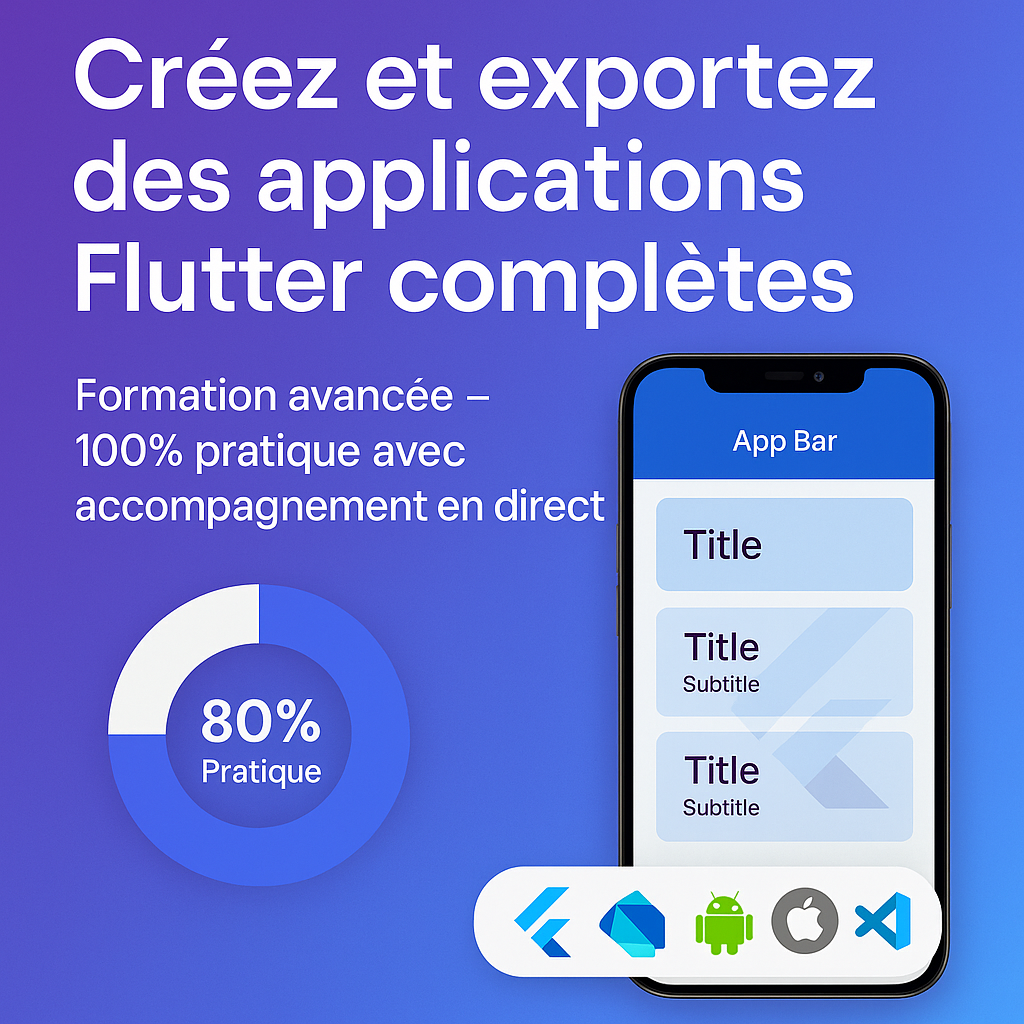 Créez et exportez
des applications
Flutter complètes
Formation avancée –
100% pratique avec
accompagnement en direct
80%
Pratique
App Bar
Title
Title
Subtitle
Title
Subtitle